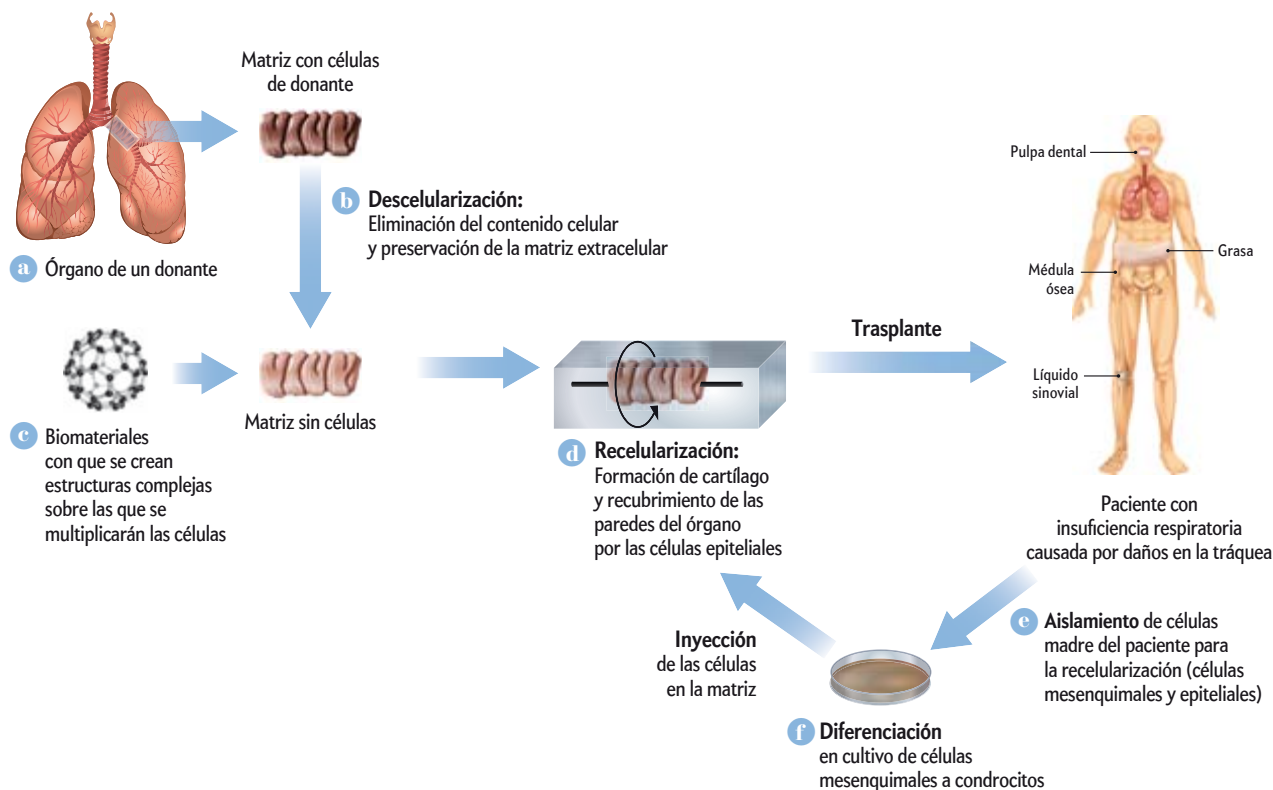 Matriz con células
de donante
a Órgano de un donante
b Descelularización:
Eliminación del contenido celular
y preservación de la matriz extracelular
c Biomateriales
con que se crean
estructuras complejas
sobre las que se
multiplicarán las células
Matriz sin células
d Recelularización:
Formación de cartílago
y recubrimiento de las
paredes del órgano
por las células epiteliales
Trasplante
Pulpa dental
Grasa
Médula
ósea
Líquido
sinovial
Paciente con
insuficiencia respiratoria
causada por daños en la tráquea
e Aislamiento de células
madre del paciente para
la recelularización (células
mesenquimales y epiteliales)
f Diferenciación
en cultivo de células
mesenquimales a condrocitos
Inyección
de las células
en la matriz